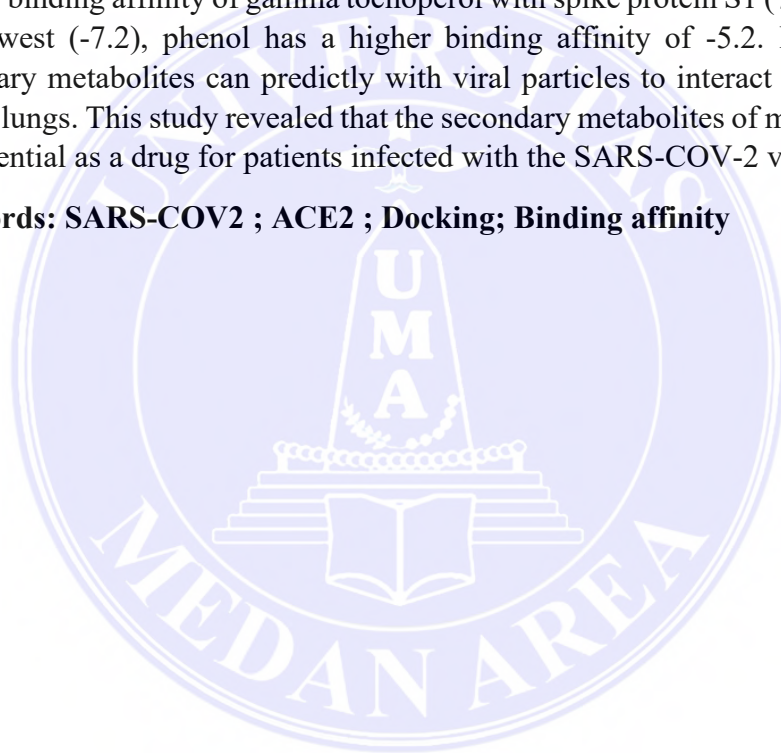 binding affinity of gamma tochoperol with spike protein S1 (
west (-7.2), phenol has a higher binding affinity of -5.2.
ary metabolites can predictly with viral particles to interact
lungs. This study revealed that the secondary metabolites of
ential as a drug for patients infected with the SARS-COV-2
rds: SARS-COV2 ; ACE2 ; Docking; Binding affinity
UNIVERSITAS
U
M
A
MEDAN AREA